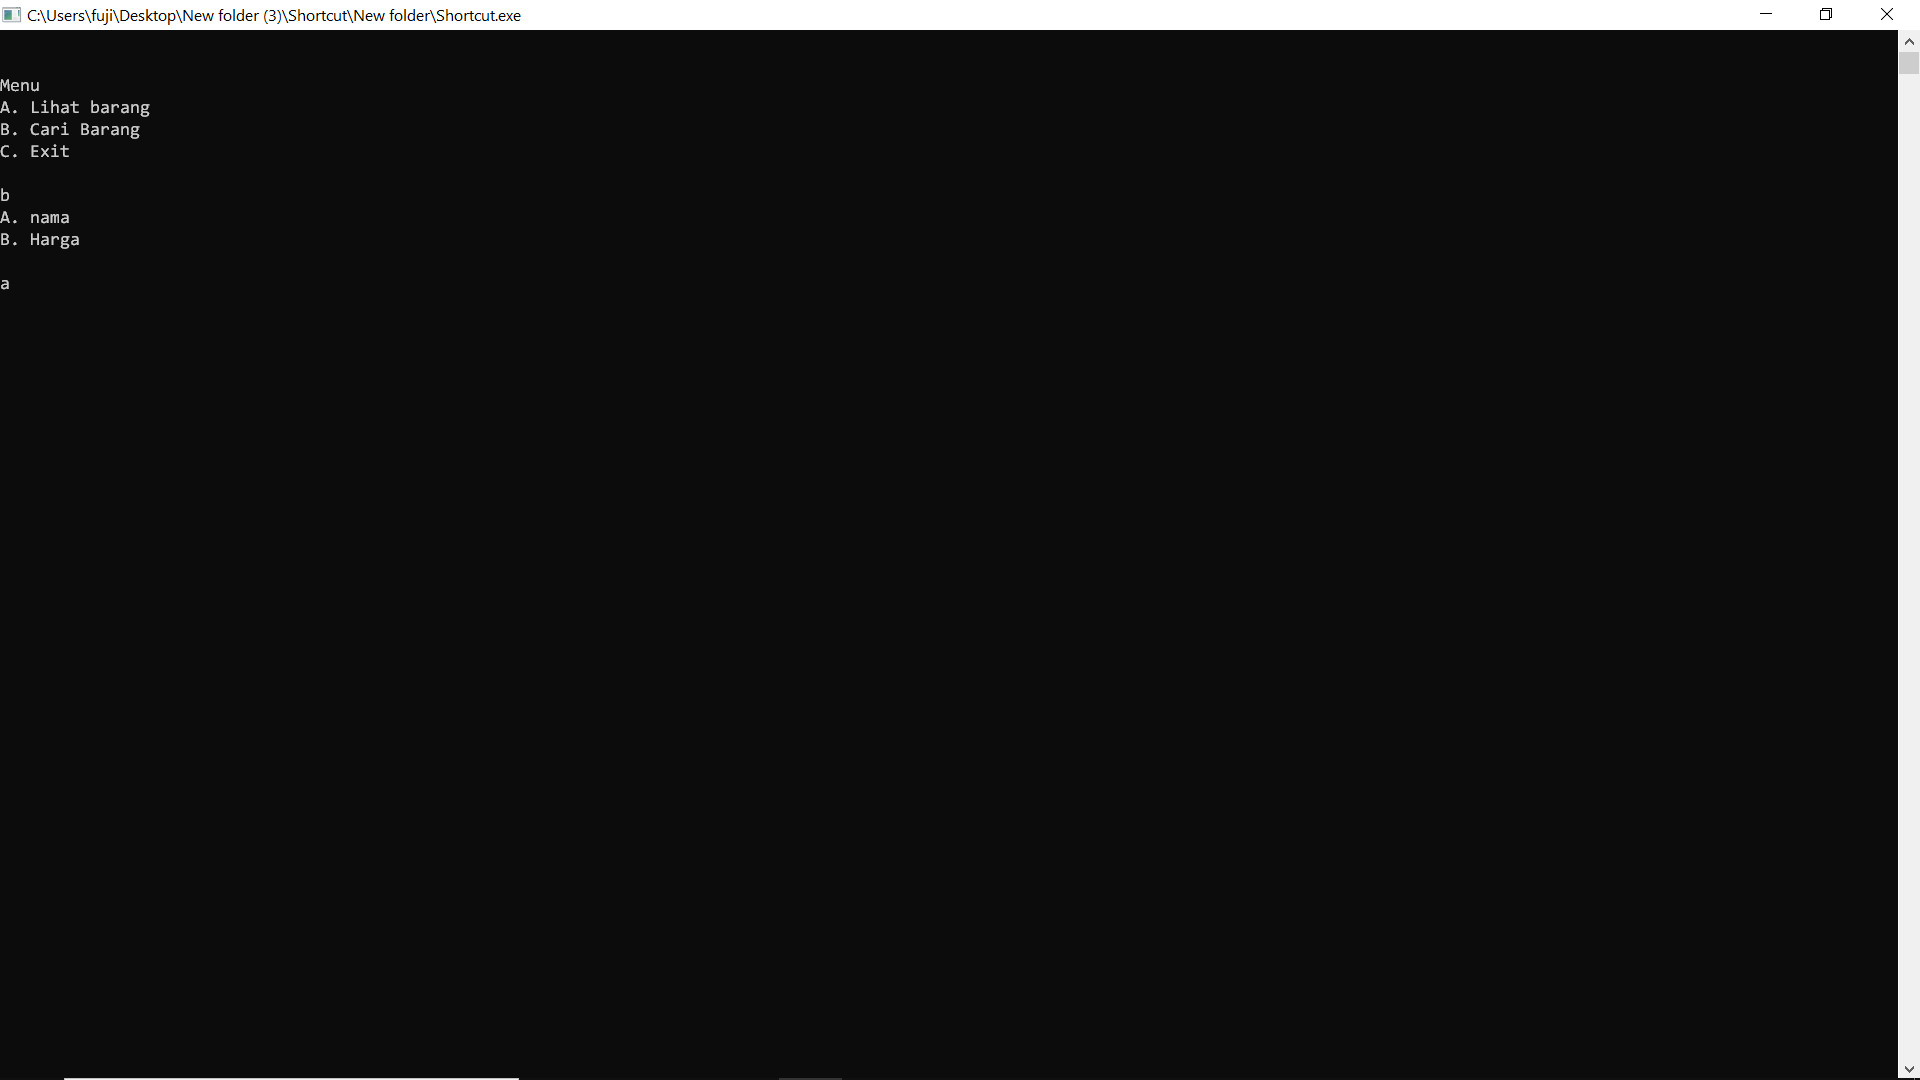 C:\Users\fuji\Desktop\New folder (3)\Shortcut\New folder\Shortcut.exe
Menu
A. Lihat barang
B. Cari Barang
C. Exit
b
A. nama
B. Harga
a